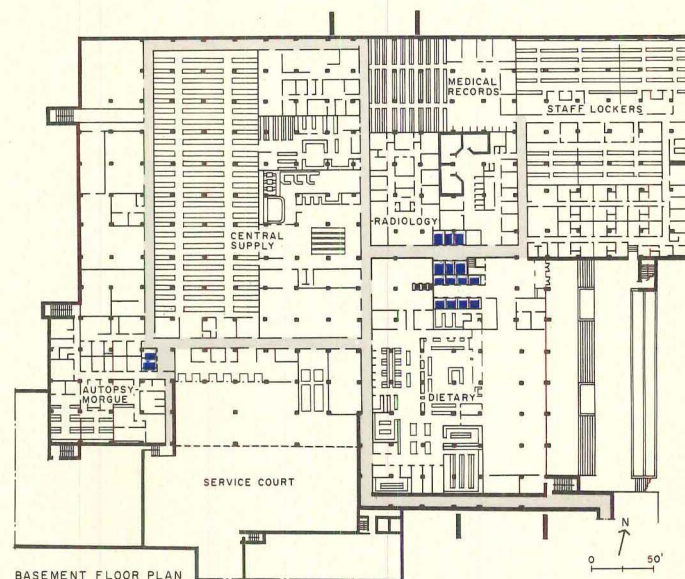 MEDICAL
RECORDS
STAFF LOCKERS
RADIOLOGY
CENTRAL
SUPPLY
AUTOPSY-
MORGUE
DIETARY
SERVICE COURT
N
0 50'
BASEMENT FLOOR PLAN